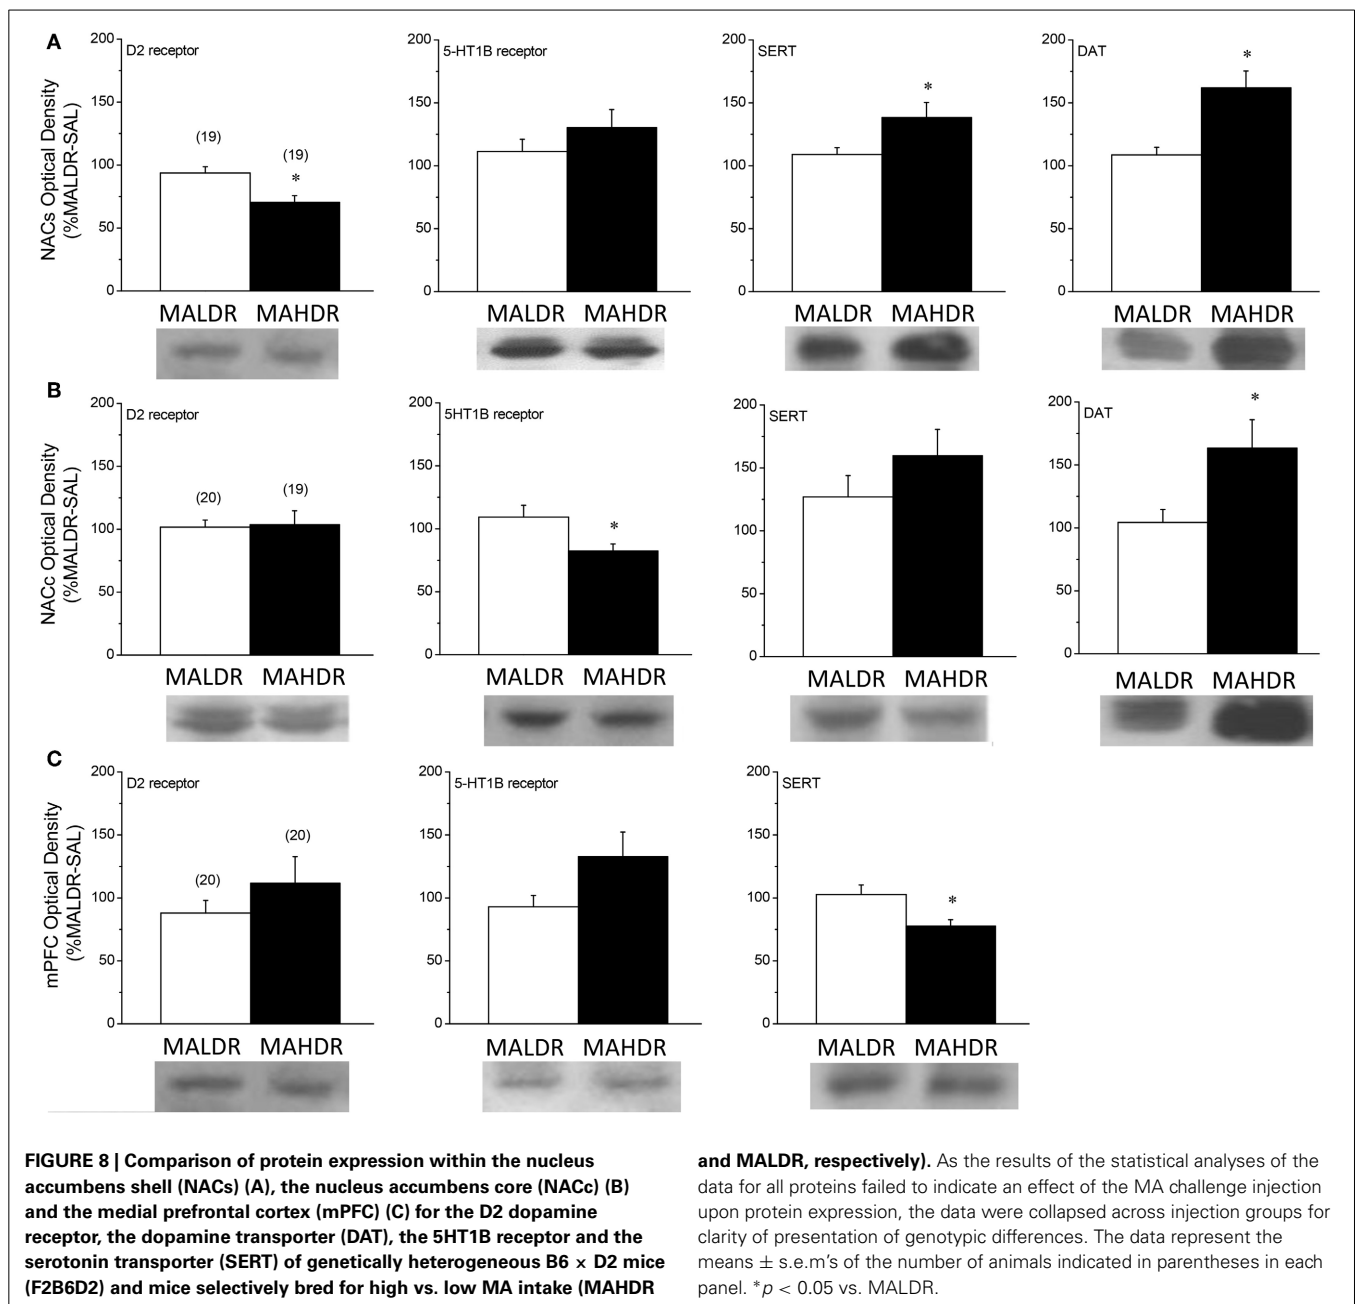 A
NACs Optical Density
(%MALDR-SAL)
200
150
100
50
0
D2 receptor
(19)
(19)
*
MALDR MAHDR
200
150
100
50
0
5-HT1B receptor
MALDR MAHDR
200
150
100
50
0
SERT
*
MALDR MAHDR
200
150
100
50
0
DAT
*
MALDR MAHDR
B
NACc Optical Density
(%MALDR-SAL)
200
150
100
50
0
D2 receptor
(20)
(19)
MALDR MAHDR
200
150
100
50
0
5HT1B receptor
*
MALDR MAHDR
200
150
100
50
0
SERT
MALDR MAHDR
200
150
100
50
0
DAT
*
MALDR MAHDR
C
mPFC Optical Density
(%MALDR-SAL)
200
150
100
50
0
D2 receptor
(20)
(20)
MALDR MAHDR
200
150
100
50
0
5-HT1B receptor
MALDR MAHDR
200
150
100
50
0
SERT
*
MALDR MAHDR
FIGURE 8 | Comparison of protein expression within the nucleus
accumbens shell (NACs) (A), the nucleus accumbens core (NACc) (B)
and the medial prefrontal cortex (mPFC) (C) for the D2 dopamine
receptor, the dopamine transporter (DAT), the 5HT1B receptor and the
serotonin transporter (SERT) of genetically heterogeneous B6 × D2 mice
(F2B6D2) and mice selectively bred for high vs. low MA intake (MAHDR
and MALDR, respectively). As the results of the statistical analyses of the
data for all proteins failed to indicate an effect of the MA challenge injection
upon protein expression, the data were collapsed across injection groups for
clarity of presentation of genotypic differences. The data represent the
means ± s.e.m's of the number of animals indicated in parentheses in each
panel. *p < 0.05 vs. MALDR.